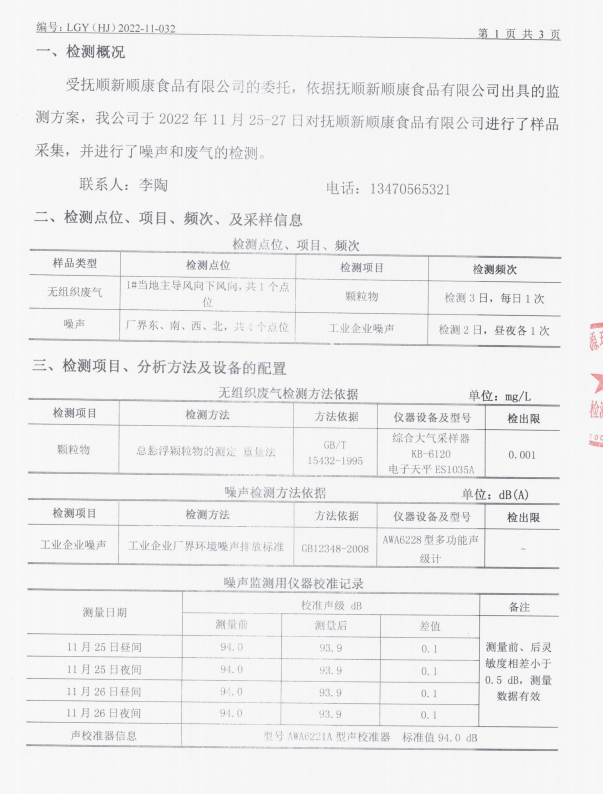 编号: LGY（HJ）2022-11-032
第 1 页 共 3 页
一、检测概况
受抚顺新顺康食品有限公司的委托，依据抚顺新顺康食品有限公司出具的监
测方案，我公司于 2022 年 11 月 25-27 日对抚顺新顺康食品有限公司进行了样品
采集，并进行了噪声和废气的检测。
联系人：李陶 电话：13470565321
二、检测点位、项目、频次、及采样信息
检测点位、项目、频次
样品类型 检测点位 检测项目 检测频次
无组织废气 1#当地主导风向下风向,共 1 个点
位 颗粒物 检测 3 日，每日 1 次
噪声 厂界东、南、西、北，共 4 个点位 工业企业噪声 检测 2 日，昼夜各 1 次
三、检测项目、分析方法及设备的配置
无组织废气检测方法依据 单位：mg/L
检测项目 检测方法 方法依据 仪器设备及型号 检出限
颗粒物 总悬浮颗粒物的测定 重量法 GB/T
15432-1995 综合大气采样器
KB-6120
电子天平 ES1035A 0.001
噪声检测方法依据 单位：dB(A)
检测项目 检测方法 方法依据 仪器设备及型号 检出限
工业企业噪声 工业企业厂界环境噪声排放标准 GB12348-2008 AWA6228 型多功能声
级计 -
噪声监测用仪器校准记录
测量日期 校准声级 dB 备注
测量前 测量后 差值
11 月 25 日昼间 94.0 93.9 0.1
11 月 25 日夜间 94.0 93.9 0.1
11 月 26 日昼间 94.0 93.9 0.1
11 月 26 日夜间 94.0 93.9 0.1
测量前、后灵
敏度相差小于
0.5 dB，测量
数据有效
声校准器信息 型号 AWA6221A 型声校准器 标准值 94.0 dB
源
检测